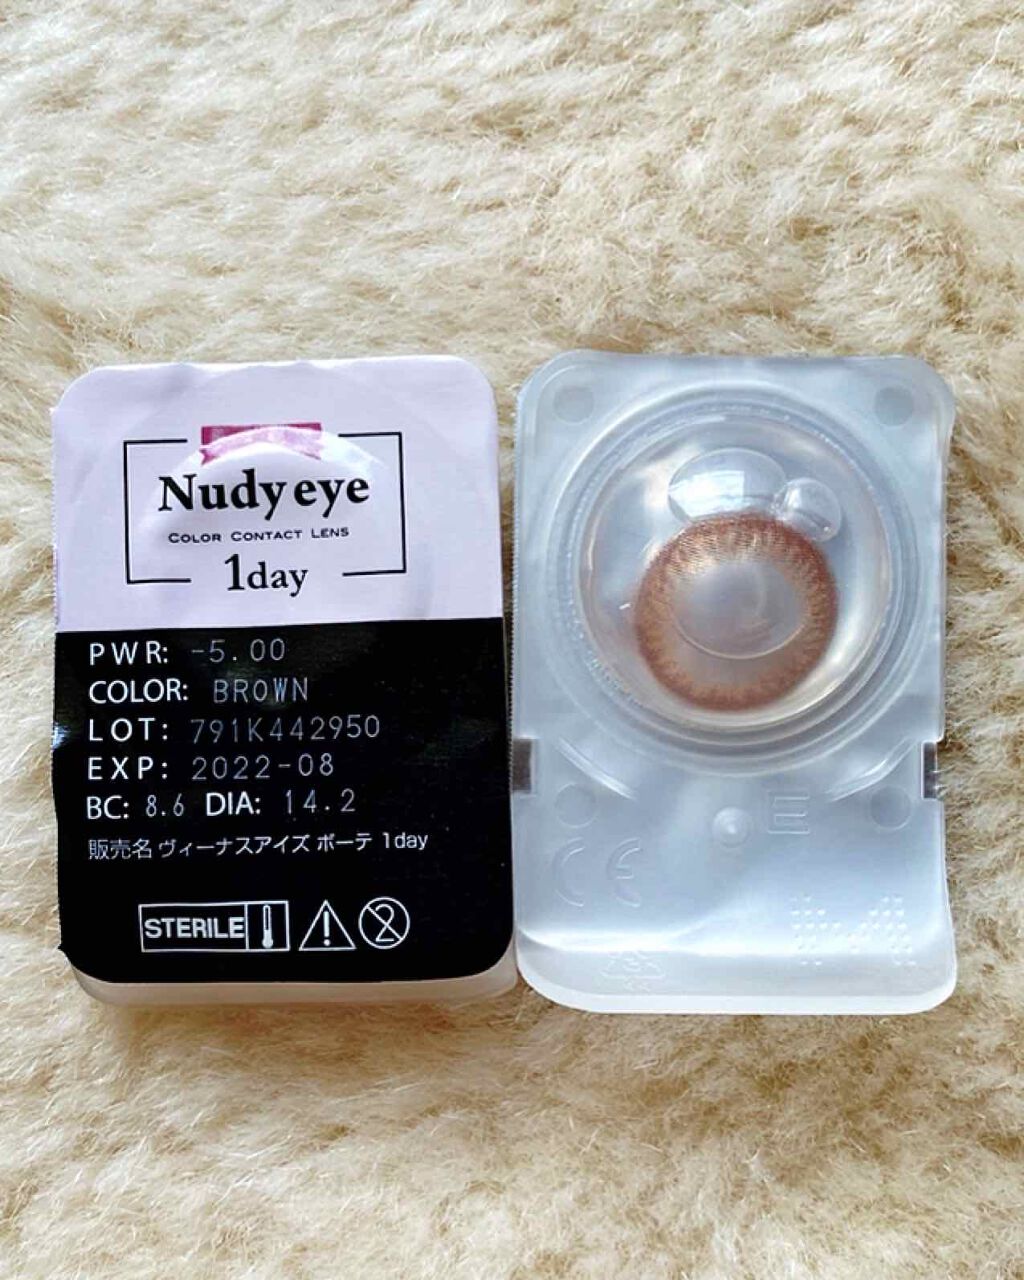 Nudy eye
COLOR CONTACT LENS
1day
PWR: -5.00
COLOR: BROWN
LOT: 791K442950
EXP: 2022-08
BC: 8.6 DIA: 14.2
販売名 ヴィーナスアイズ ボーテ 1day
STERILE
2
CE